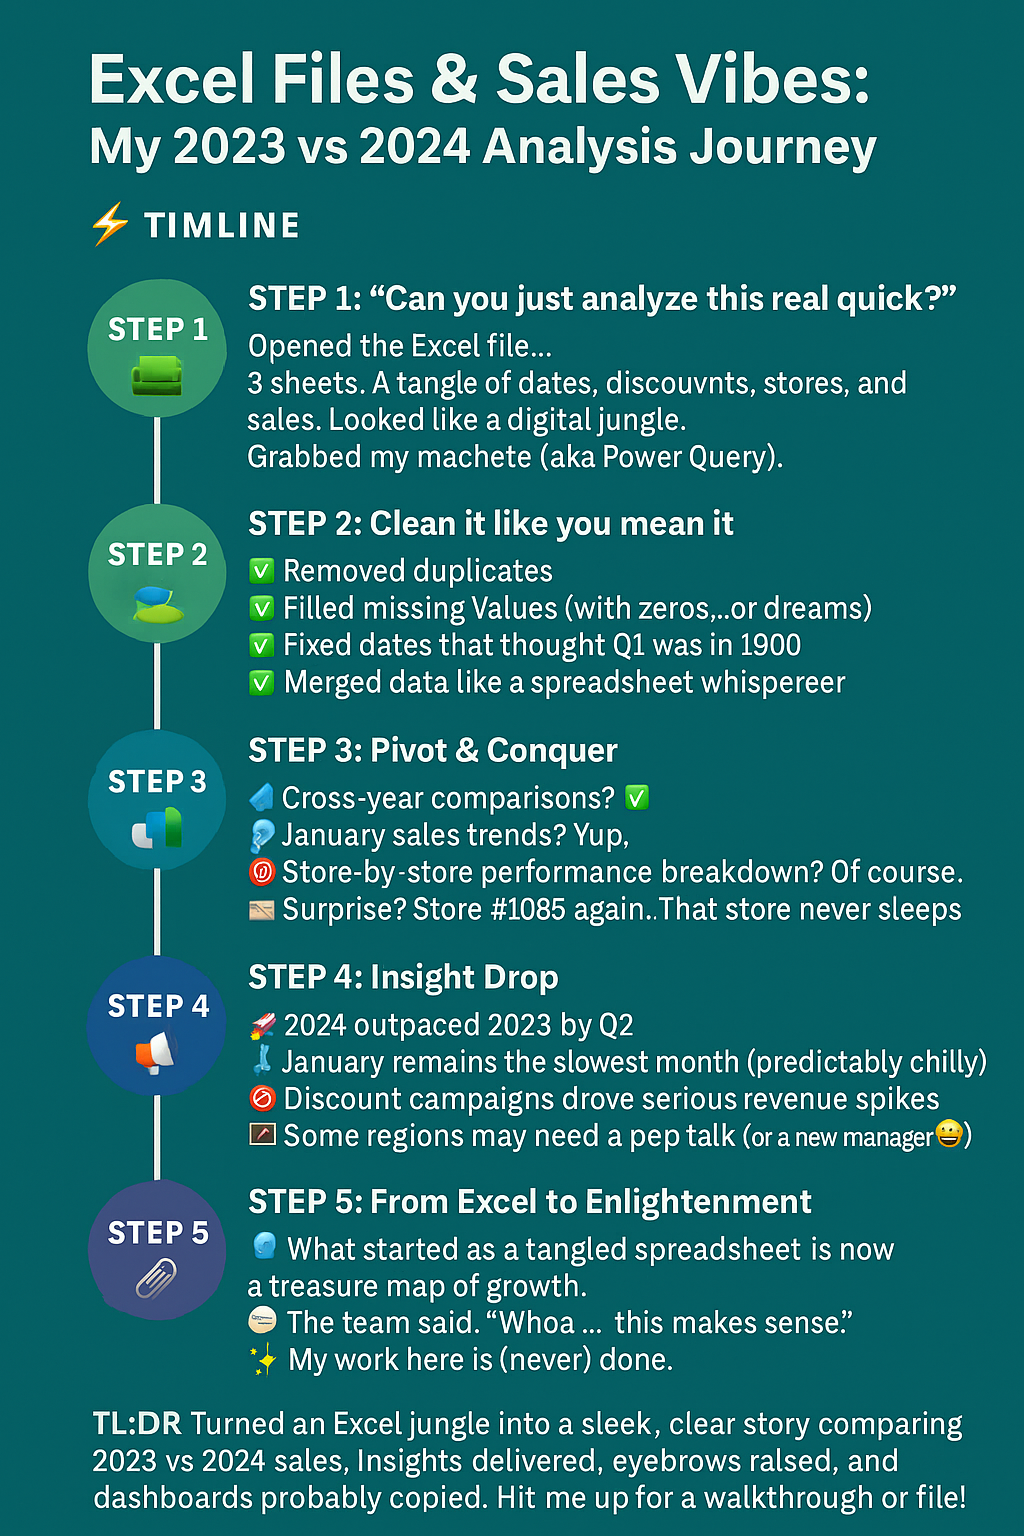 Excel Files & Sales Vibes:
My 2023 vs 2024 Analysis Journey
⚡ TIMLINE
STEP 1
STEP 1: “Can you just analyze this real quick?”
Opened the Excel file...
3 sheets. A tangle of dates, discouvnts, stores, and
sales. Looked like a digital jungle.
Grabbed my machete (aka Power Query).
STEP 2
STEP 2: Clean it like you mean it
✅ Removed duplicates
✅ Filled missing Values (with zeros,..or dreams)
✅ Fixed dates that thought Q1 was in 1900
✅ Merged data like a spreadsheet whispereer
STEP 3
STEP 3: Pivot & Conquer
Cross-year comparisons? ✅
January sales trends? Yup,
Store-by-store performance breakdown? Of course.
Surprise? Store #1085 again..That store never sleeps
STEP 4
STEP 4: Insight Drop
2024 outpaced 2023 by Q2
January remains the slowest month (predictably chilly)
Discount campaigns drove serious revenue spikes
Some regions may need a pep talk (or a new manager😀)
STEP 5
STEP 5: From Excel to Enlightenment
What started as a tangled spreadsheet is now
a treasure map of growth.
The team said. “Whoa ... this makes sense.”
✨ My work here is (never) done.
TL:DR Turned an Excel jungle into a sleek, clear story comparing
2023 vs 2024 sales, Insights delivered, eyebrows ralsed, and
dashboards probably copied. Hit me up for a walkthrough or file!